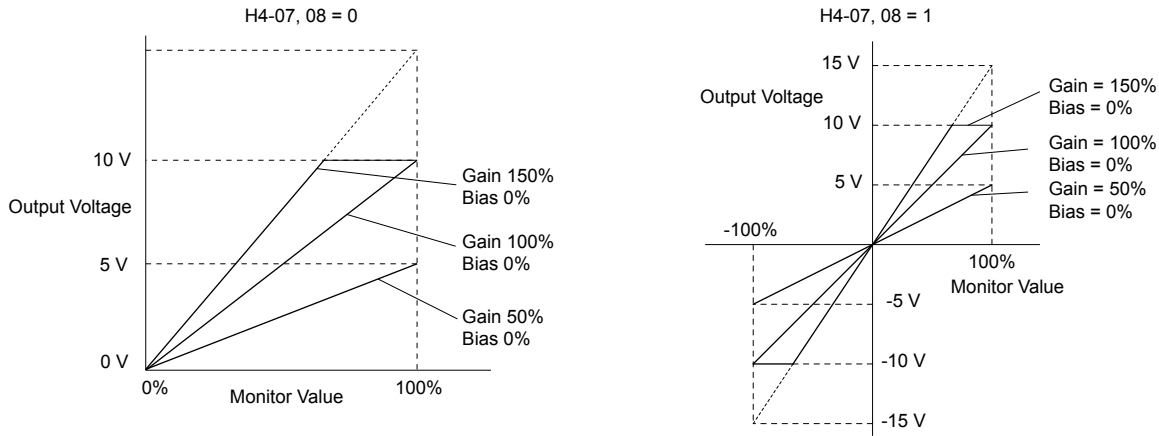 H4-07, 08 = 0
10 V
Output Voltage
5 V
0 V
0%
Monitor Value
100%
Gain 150%
Bias 0%
Gain 100%
Bias 0%
Gain 50%
Bias 0%
H4-07, 08 = 1
15 V
Output Voltage
10 V
5 V
Gain = 150%
Bias = 0%
Gain = 100%
Bias = 0%
Gain = 50%
Bias = 0%
-100%
100%
Monitor Value
-5 V
-10 V
-15 V